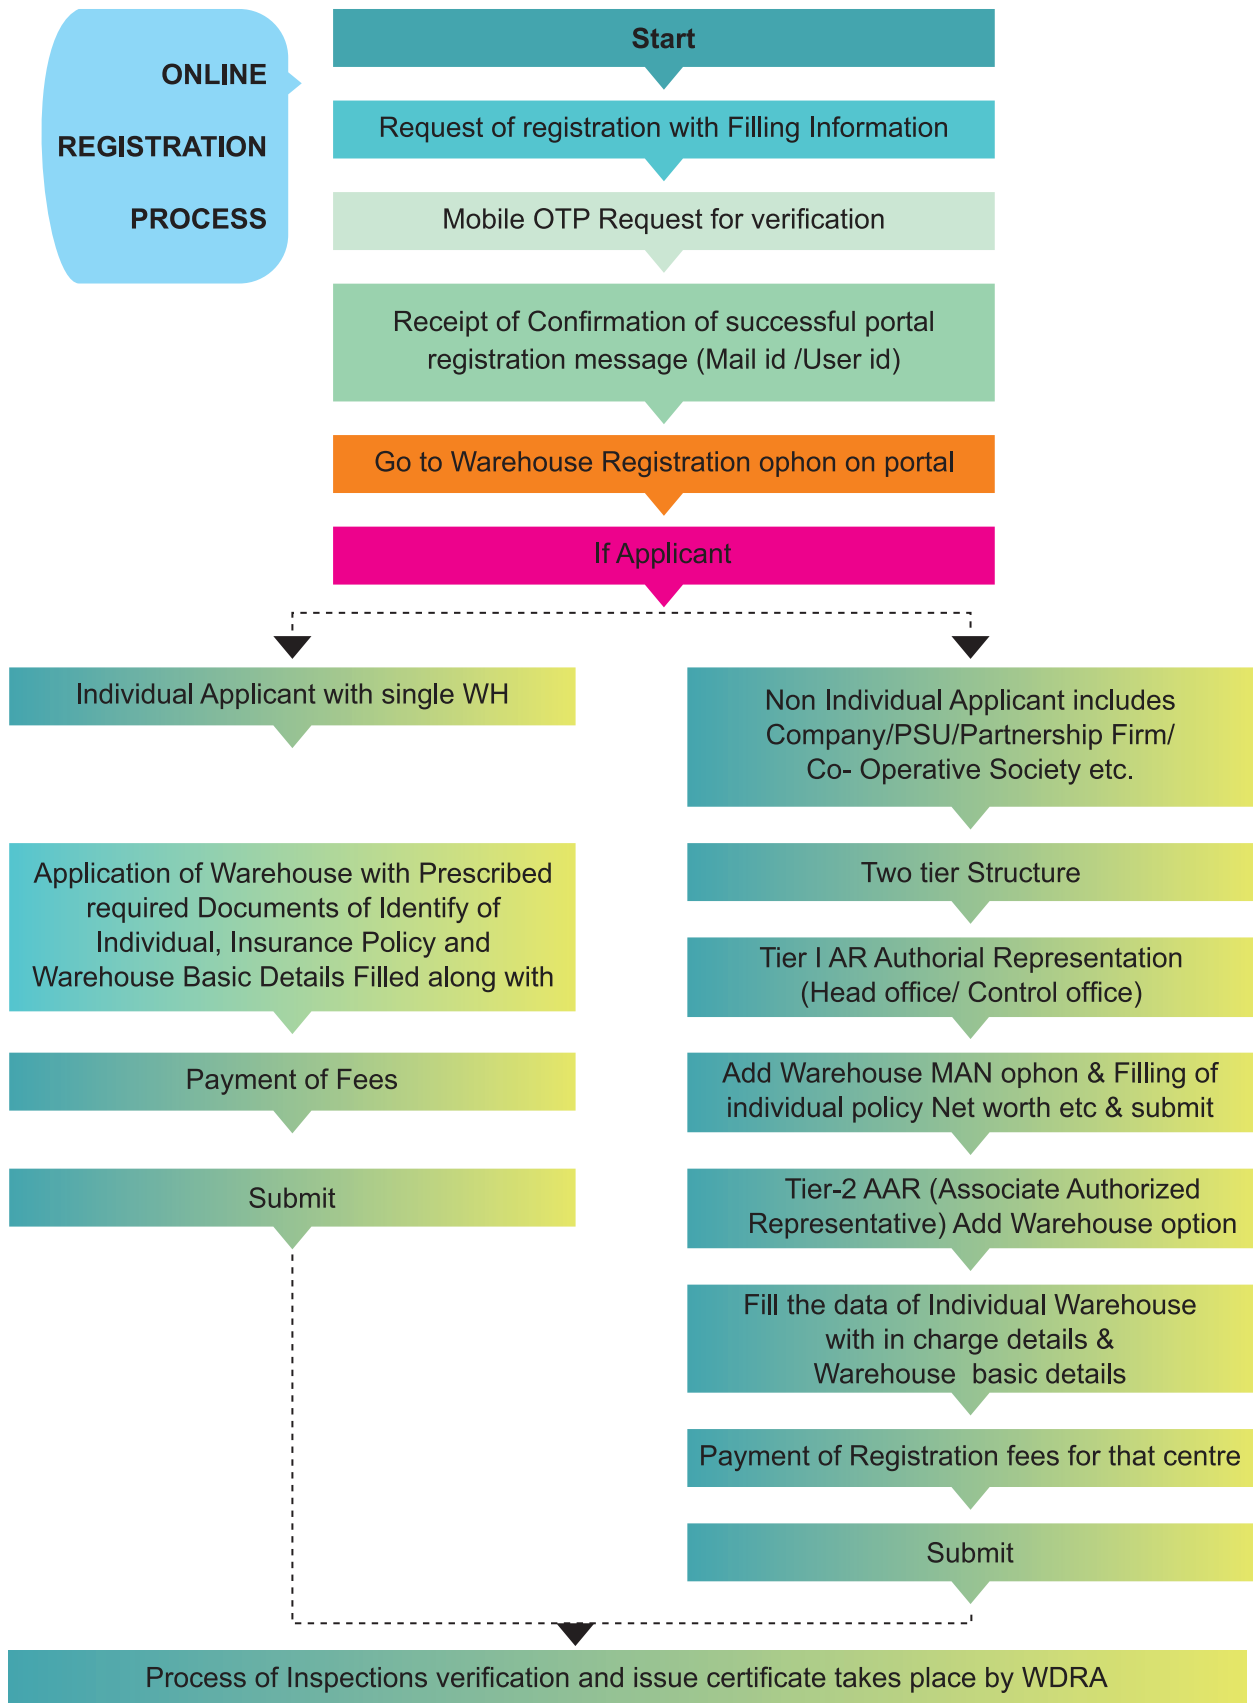 ONLINE
REGISTRATION
PROCESS
Start
Request of registration with Filling Information
Mobile OTP Request for verification
Receipt of Confirmation of successful portal
registration message (Mail id /User id)
Go to Warehouse Registration ophon on portal
If Applicant
Individual Applicant with single WH
Application of Warehouse with Prescribed
required Documents of Identify of
Individual, Insurance Policy and
Warehouse Basic Details Filled along with
Payment of Fees
Submit
Non Individual Applicant includes
Company/PSU/Partnership Firm/
Co- Operative Society etc.
Two tier Structure
Tier I AR Authorial Representation
(Head office/ Control office)
Add Warehouse MAN ophon & Filling of
individual policy Net worth etc & submit
Tier-2 AAR (Associate Authorized
Representative) Add Warehouse option
Fill the data of Individual Warehouse
with in charge details &
Warehouse basic details
Payment of Registration fees for that centre
Submit
Process of Inspections verification and issue certificate takes place by WDRA